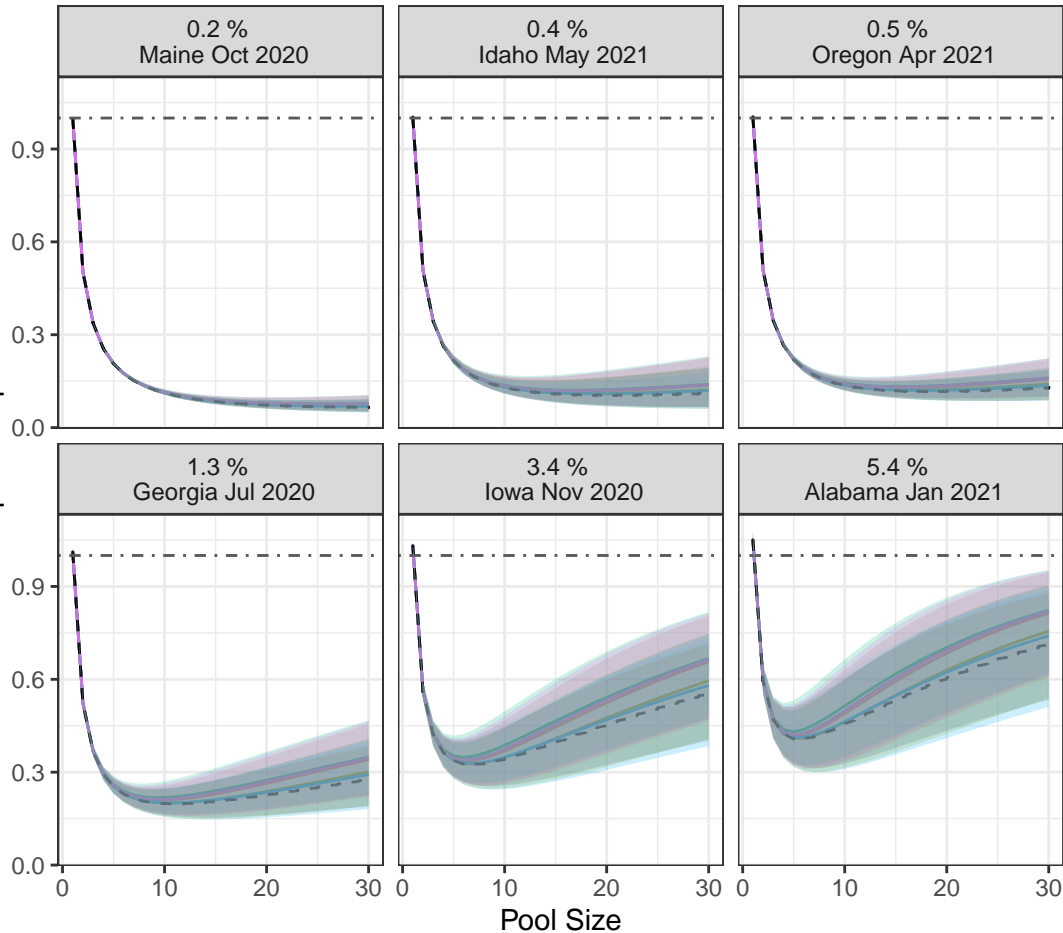 0.2 %
Maine Oct 2020
0.4 %
Idaho May 2021
0.5 %
Oregon Apr 2021
0.9
0.6
0.3
0.0
1.3 %
Georgia Jul 2020
3.4 %
Iowa Nov 2020
5.4 %
Alabama Jan 2021
0.9
0.6
0.3
0.0
0 10 20 30 0 10 20 30 0 10 20 30
Pool Size